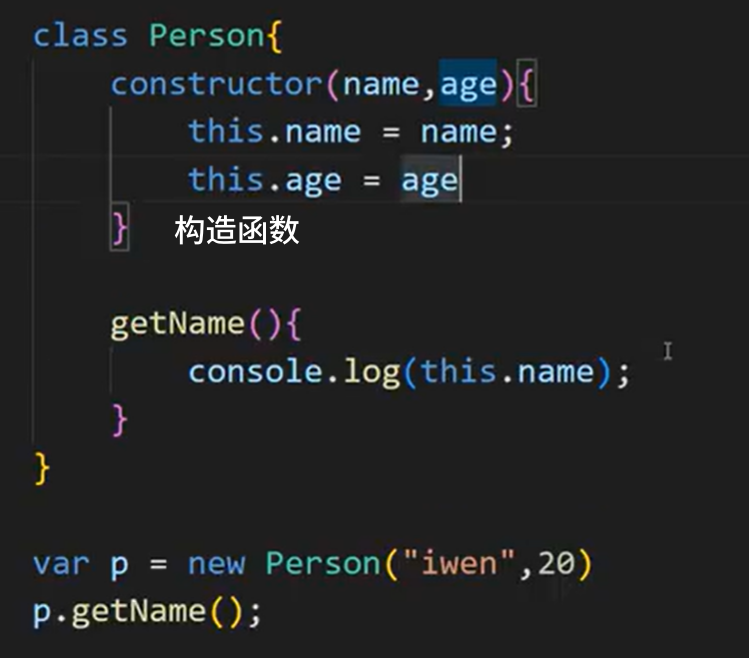 class Person{
constructor(name,age){
this.name = name;
this.age = age
} 构造函数
getName(){
console.log(this.name);
}
}
var p = new Person("iwen",20)
p.getName();